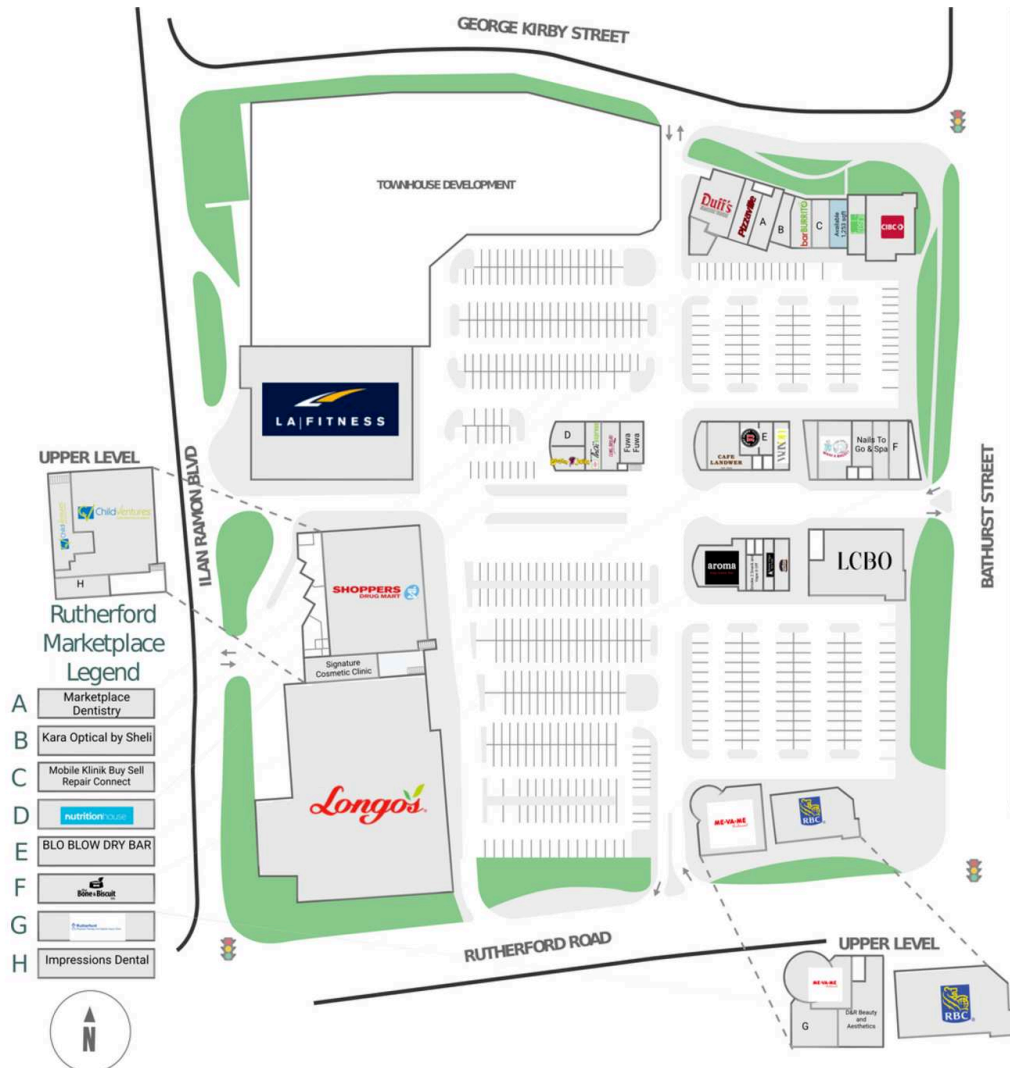 GEORGE KIRBY STREET
TOWNHOUSE DEVELOPMENT
Duff's
Pizzaville
A
B
barBURRITO
C
Available
1,252 sqft
CIBC
LA|FITNESS
D
Fuwa
Fuwa
CAFE
LANDWER
E
Nails To
Go & Spa
F
UPPER LEVEL
ILAN RAMON BLVD
BATHURST STREET
Childventures
H
SHOPPERS
DRUG MART
aroma
LCBO
Signature
Cosmetic Clinic
Rutherford
Marketplace
Legend
A
Marketplace
Dentistry
B
Kara Optical by Sheli
C
Mobile Klinik Buy Sell
Repair Connect
D
nutritionhouse
E
BLO BLOW DRY BAR
F
Bone & Biscuit
G
Rutherford
H
Impressions Dental
N
Longo's
ME-VA-ME
RBC
RUTHERFORD ROAD
UPPER LEVEL
ME-VA-ME
G
D&R Beauty
and
Aesthetics
RBC